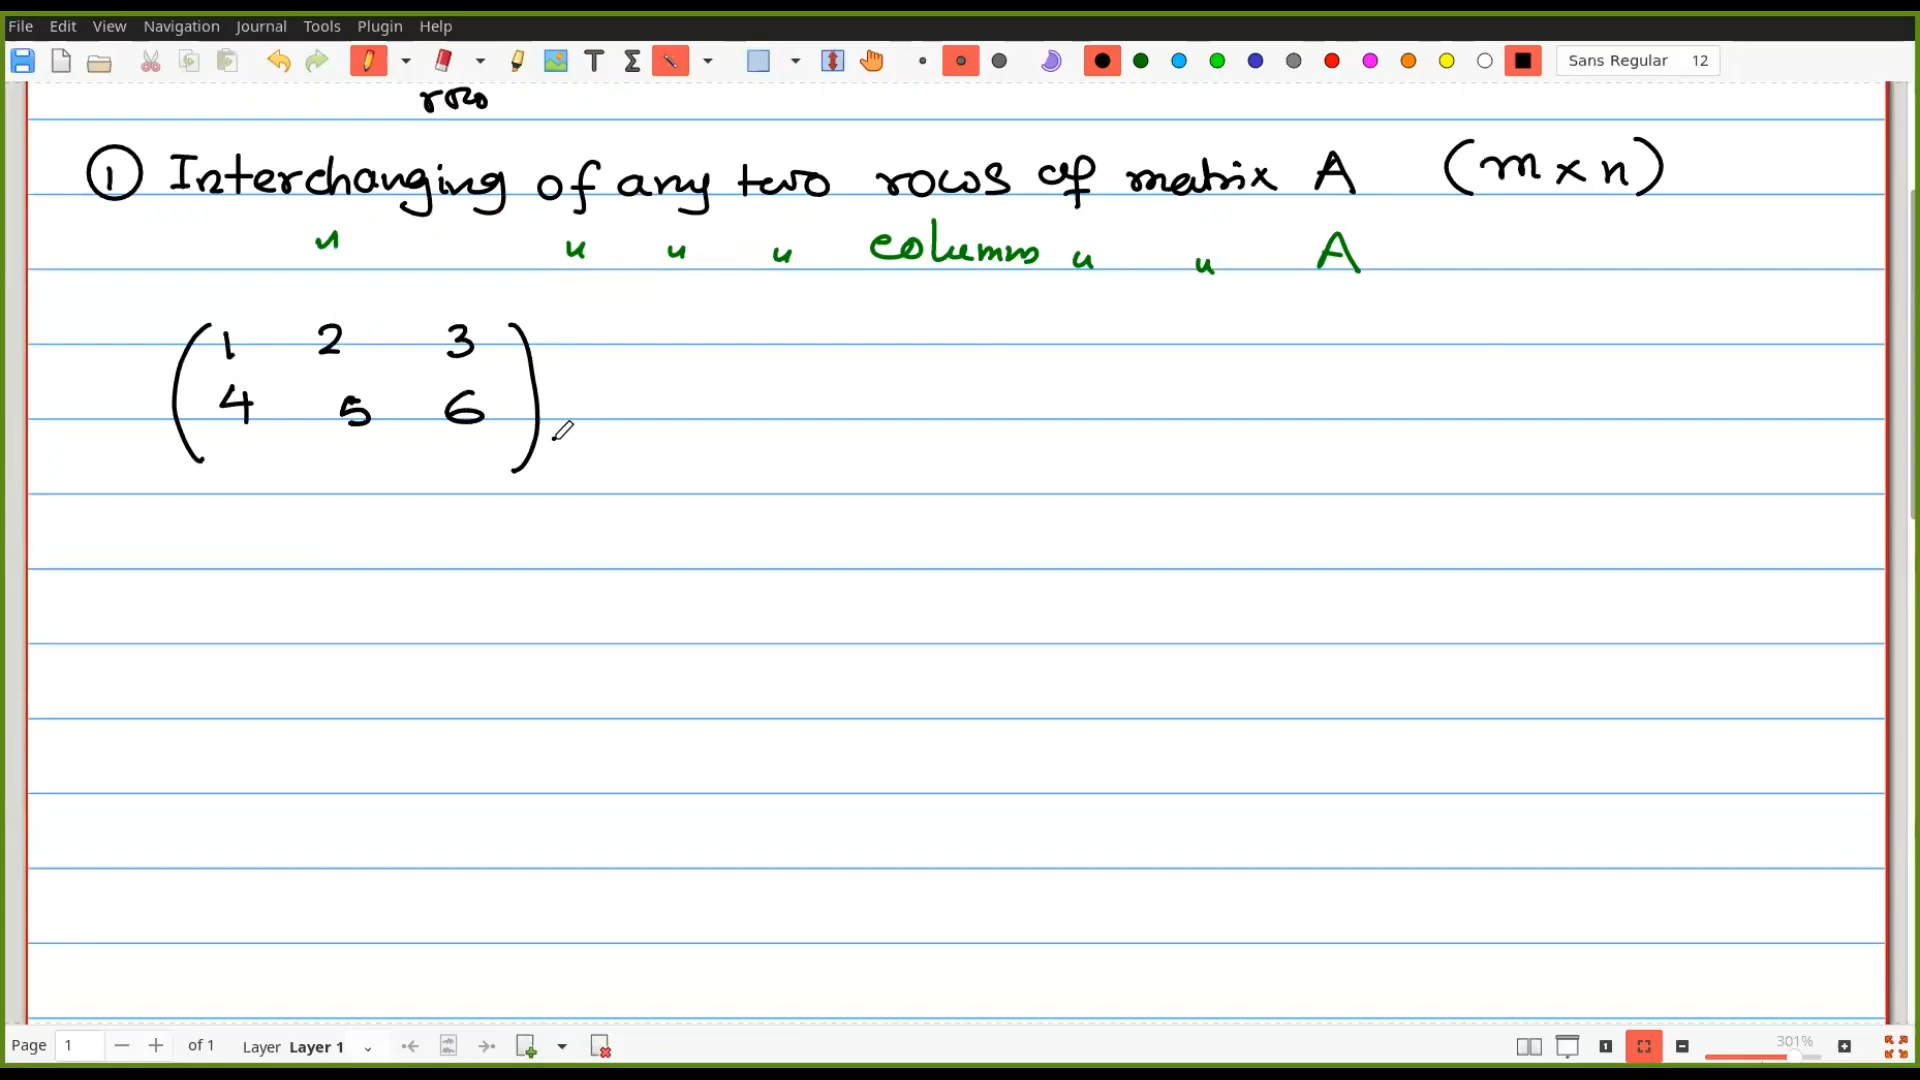 File Edit View Navigation Journal Tools Plugin Help
Sans Regular 12
row
① Interchanging of any two rows of matrix A (m × n)
" " " " columns " " A
1 2 3
4 5 6
Page 1 of 1 Layer Layer 1 301%